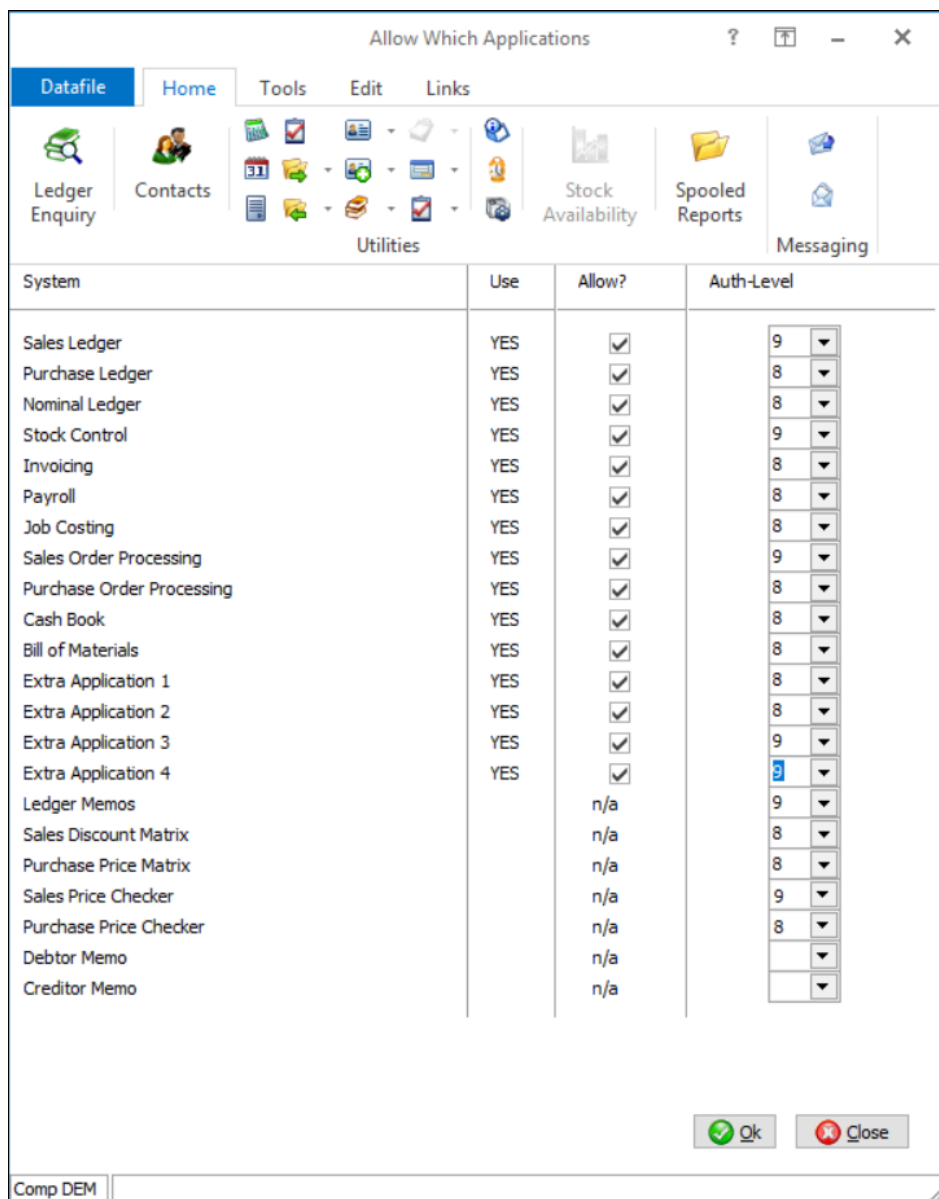 Allow Which Applications ?
Datafile Home Tools Edit Links
31
Ledger Enquiry
Contacts
Stock Availability
Spooled Reports
Utilities Messaging
System Use Allow? Auth-Level
Sales Ledger YES 9
Purchase Ledger YES 8
Nominal Ledger YES 8
Stock Control YES 9
Invoicing YES 8
Payroll YES 8
Job Costing YES 8
Sales Order Processing YES 9
Purchase Order Processing YES 8
Cash Book YES 8
Bill of Materials YES 8
Extra Application 1 YES 8
Extra Application 2 YES 8
Extra Application 3 YES 9
Extra Application 4 YES 9
Ledger Memos n/a 9
Sales Discount Matrix n/a 8
Purchase Price Matrix n/a 8
Sales Price Checker n/a 9
Purchase Price Checker n/a 8
Debtor Memo n/a
Creditor Memo n/a
Ok Close
Comp DEM